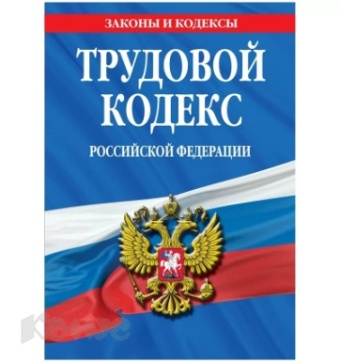 ЗАКОНЫ И КОДЕКСЫ
ТРУДОВОЙ
КОДЕКС
РОССИЙСКОЙ ФЕДЕРАЦИИ